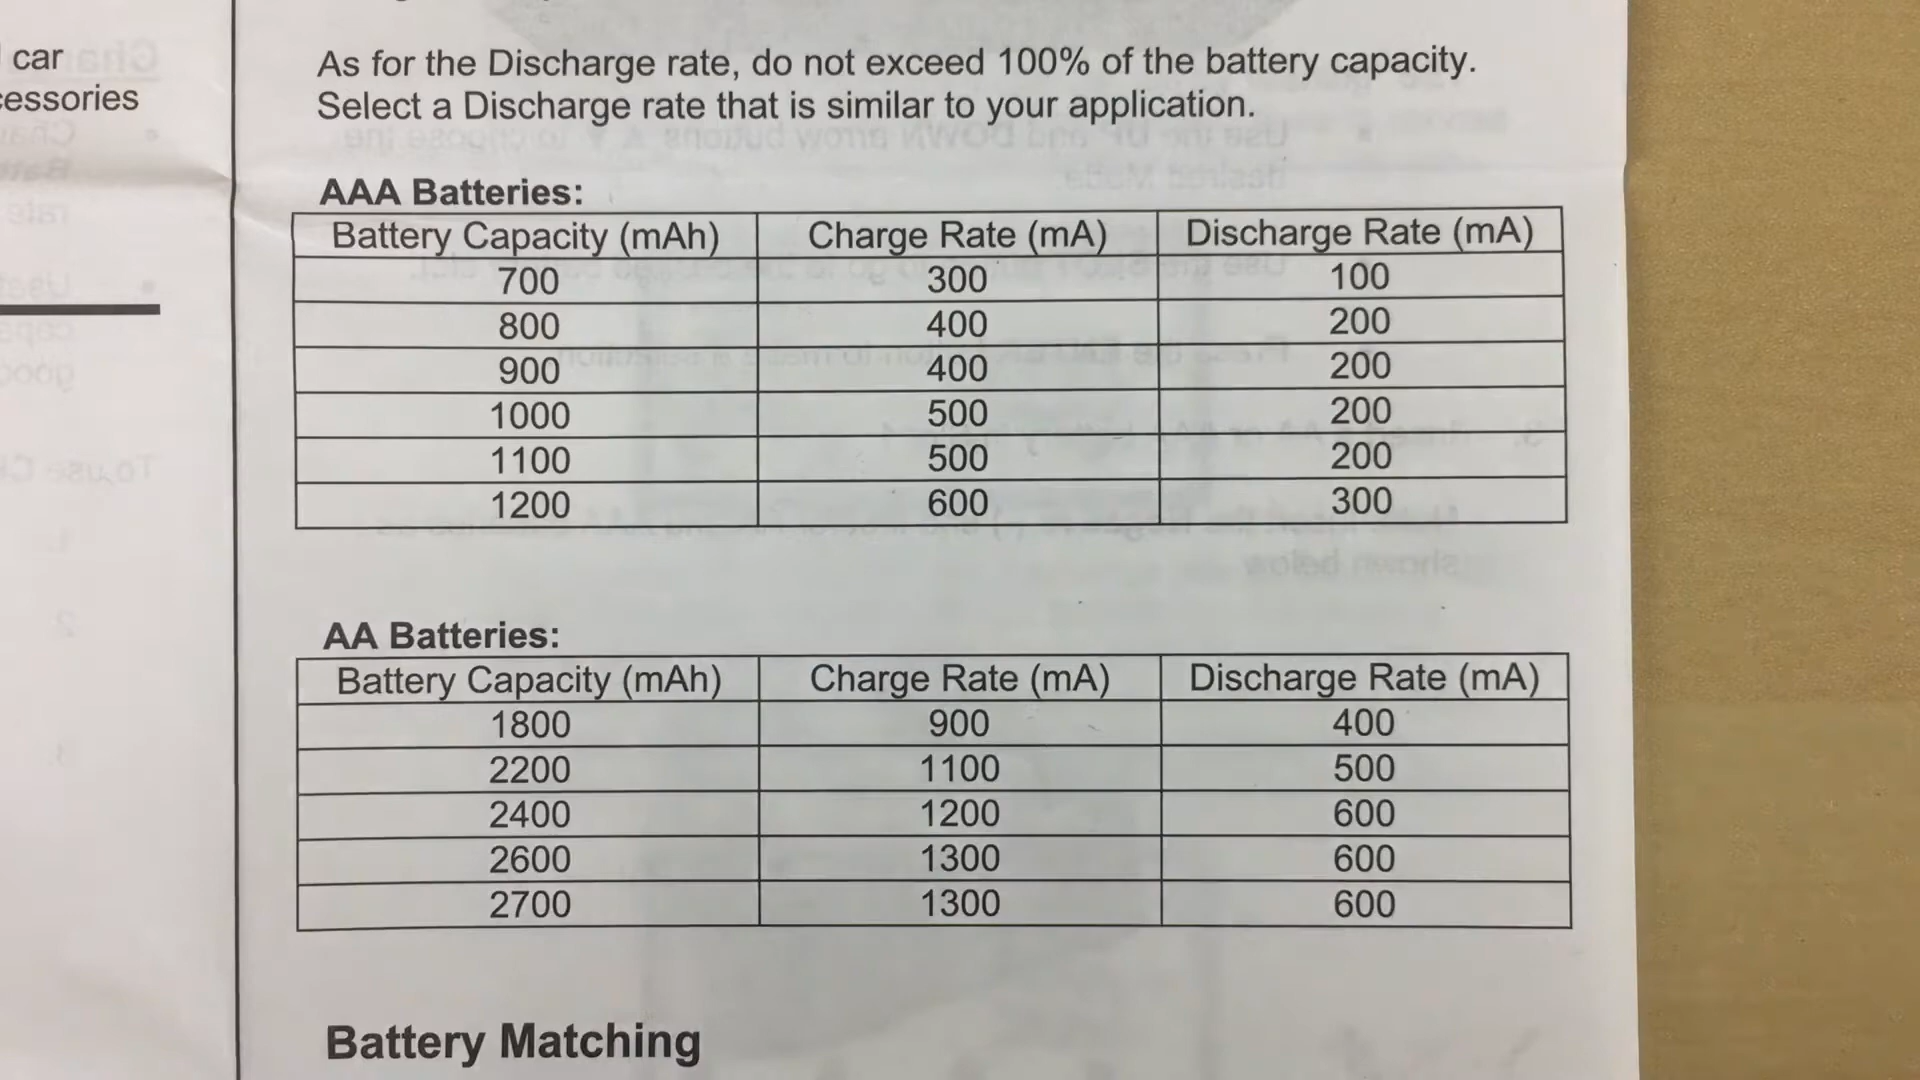 car
As for the Discharge rate, do not exceed 100% of the battery capacity.
Select a Discharge rate that is similar to your application.
AAA Batteries:
Battery Capacity (mAh) Charge Rate (mA) Discharge Rate (mA)
700 300 100
800 400 200
900 400 200
1000 500 200
1100 500 200
1200 600 300
AA Batteries:
Battery Capacity (mAh) Charge Rate (mA) Discharge Rate (mA)
1800 900 400
2200 1100 500
2400 1200 600
2600 1300 600
2700 1300 600
Battery Matching